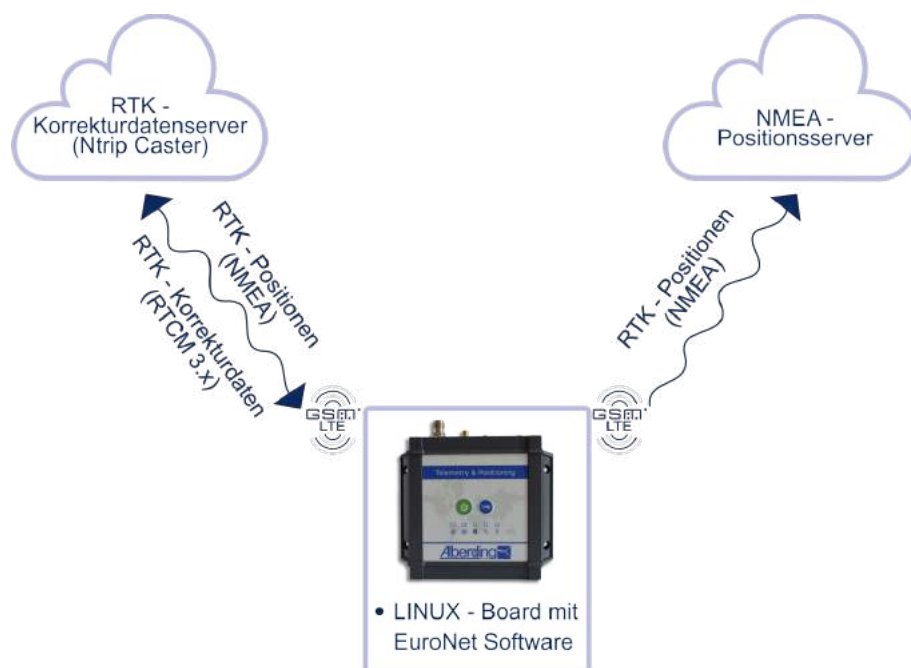 RTK -
Korrekturdatenserver
(Ntrip Caster)
NMEA -
Positionsserver
RTK - Positionen
(NMEA)
RTK - Korrekturdaten
(RTCM 3.x)
RTK - Positionen
(NMEA)
GSM
LTE
GSM
LTE
Telemetry & Positioning
Alberding
• LINUX - Board mit
EuroNet Software